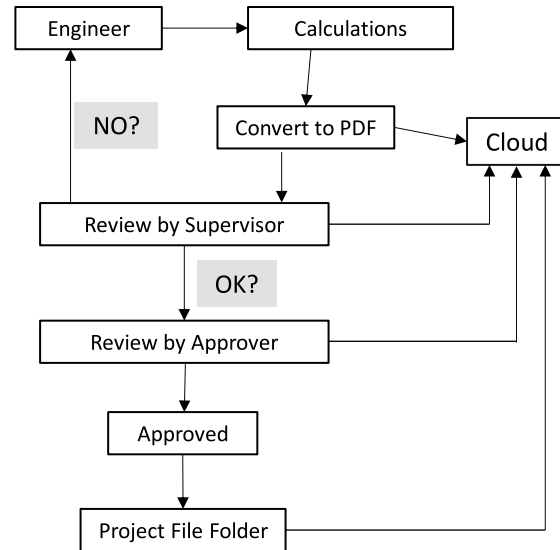 Engineer
Calculations
Convert to PDF
NO?
Cloud
Review by Supervisor
OK?
Review by Approver
Approved
Project File Folder